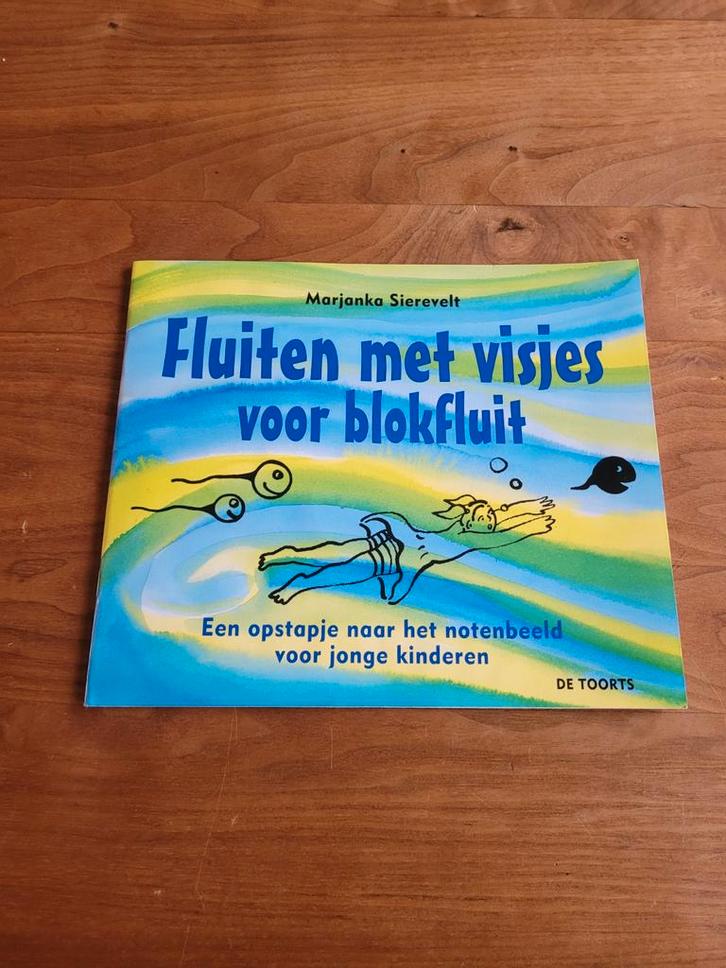 Marjanka Sierevelt
Fluiten met visjes
voor blokfluit
Een opstapje naar het notenbeeld
voor jonge kinderen
DE TOORTS